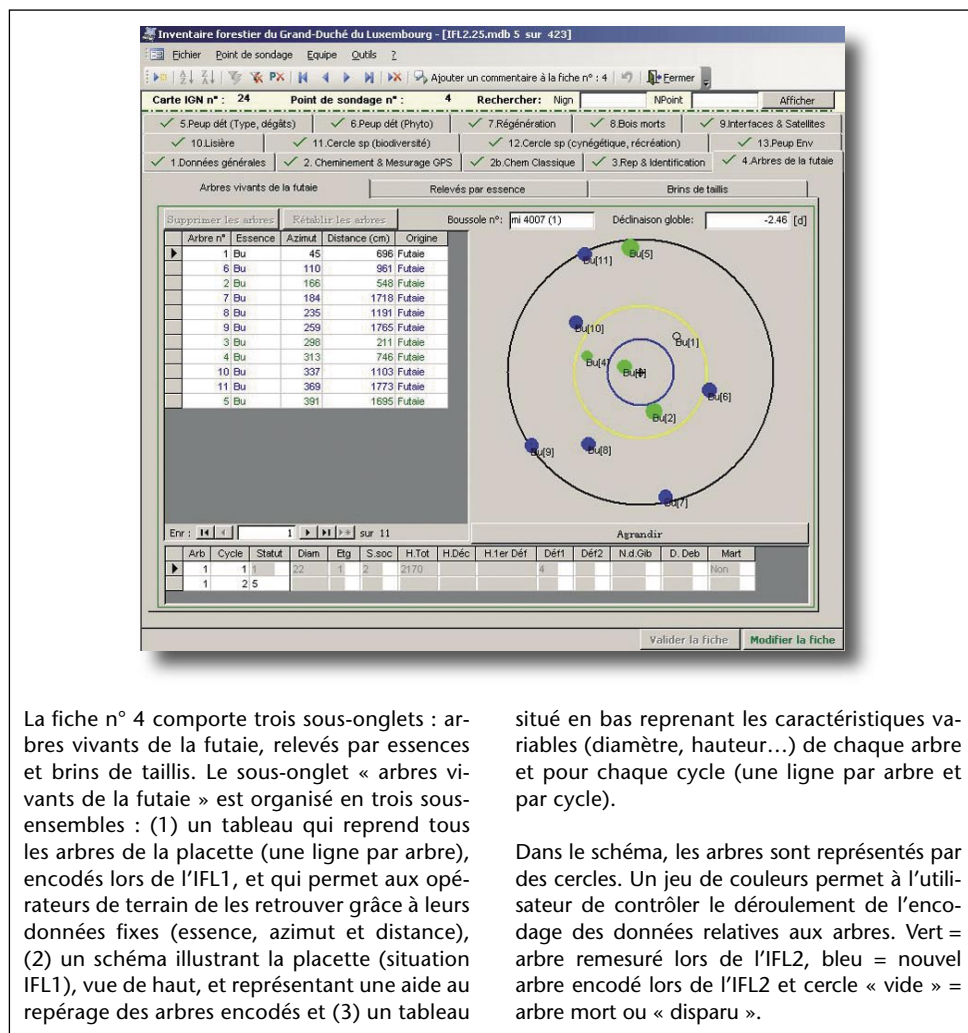 Inventaire forestier du Grand-Duché du Luxembourg - [IFL2.25.mdb 5 sur 423]
Fichier Point de sondage Equipe Outils ?
Ajouter un commentaire à la fiche n° : 4 Fermer
Carte IGN n° : 24 Point de sondage n° : 4 Rechercher: Nign NPoint Afficher
5.Peup dét (Type, dégâts) 6.Peup dét (Phyto) 7.Régénération 8.Bois morts 9.Interfaces & Satellites
10.Lisière 11.Cercle sp (biodiversité) 12.Cercle sp (cynégétique, récréation) 13.Peup Env
1.Données générales 2. Cheminement & Mesurage GPS 2b.Chem Classique 3.Rep & Identification 4.Arbres de la futaie
Arbres vivants de la futaie Relevés par essence Brins de taillis
Supprimer les arbres Rétablir les arbres Boussole n°: mi 4007 (1) Déclinaison globle: -2.46 [d]
Arbre n° Essence Azimut Distance (cm) Origine
1 Bu 45 696 Futaie
6 Bu 110 961 Futaie
2 Bu 166 548 Futaie
7 Bu 184 1718 Futaie
8 Bu 235 1191 Futaie
9 Bu 259 1765 Futaie
3 Bu 298 211 Futaie
4 Bu 313 746 Futaie
10 Bu 337 1103 Futaie
11 Bu 369 1773 Futaie
5 Bu 391 1695 Futaie
Bu[5]
Bu[11]
Bu[10]
Bu[1]
Bu[4]
Bu[6]
Bu[2]
Bu[9]
Bu[8]
Bu[7]
Enr : 1 sur 11
Agrandir
Arb Cycle Statut Diam Etg S.soc H.Tot H.Déc H.1er Déf Déf1 Déf2 N.d.Gib D. Deb Mart
1 1 1 22 1 2 2170 4 Non
1 2 5
Valider la fiche Modifier la fiche
La fiche n° 4 comporte trois sous-onglets : ar-
bres vivants de la futaie, relevés par essences
et brins de taillis. Le sous-onglet « arbres vi-
vants de la futaie » est organisé en trois sous-
ensembles : (1) un tableau qui reprend tous
les arbres de la placette (une ligne par arbre),
encodés lors de l'IFL1, et qui permet aux opé-
rateurs de terrain de les retrouver grâce à leurs
données fixes (essence, azimut et distance),
(2) un schéma illustrant la placette (situation
IFL1), vue de haut, et représentant une aide au
repérage des arbres encodés et (3) un tableau
situé en bas reprenant les caractéristiques va-
riables (diamètre, hauteur…) de chaque arbre
et pour chaque cycle (une ligne par arbre et
par cycle).
Dans le schéma, les arbres sont représentés par
des cercles. Un jeu de couleurs permet à l'utili-
sateur de contrôler le déroulement de l'enco-
dage des données relatives aux arbres. Vert =
arbre remesuré lors de l'IFL2, bleu = nouvel
arbre encodé lors de l'IFL2 et cercle « vide » =
arbre mort ou « disparu ».